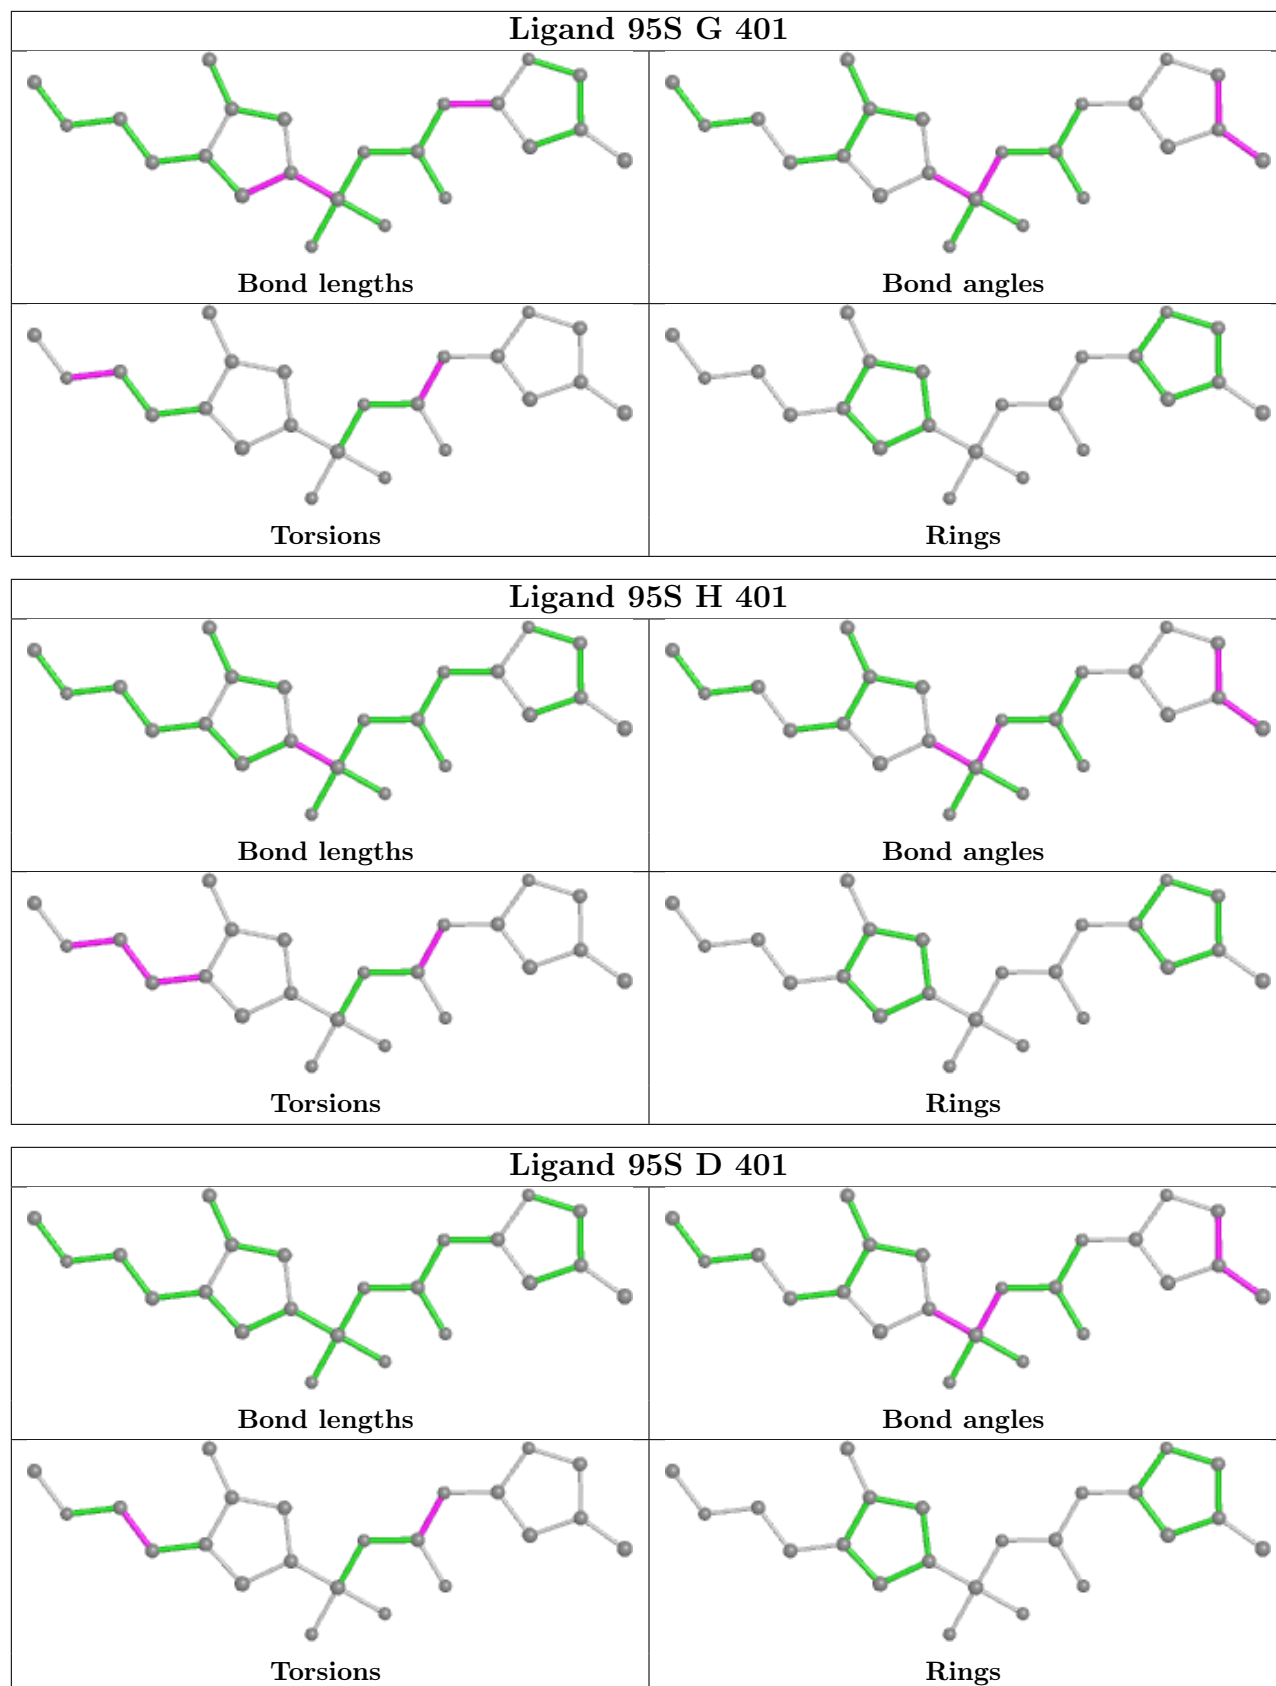 Ligand 95S G 401
Bond lengths
Bond angles
Torsions
Rings
Ligand 95S H 401
Bond lengths
Bond angles
Torsions
Rings
Ligand 95S D 401
Bond lengths
Bond angles
Torsions
Rings